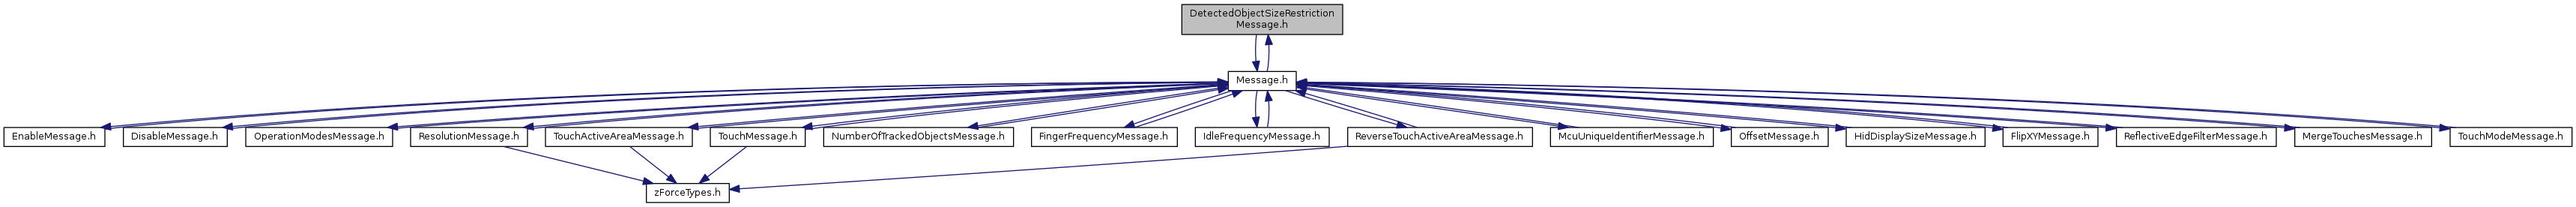 DetectedObjectSizeRestriction
Message.h
Message.h
EnableMessage.h
DisableMessage.h
OperationModesMessage.h
ResolutionMessage.h
TouchActiveAreaMessage.h
TouchMessage.h
NumberOfTrackedObjectsMessage.h
FingerFrequencyMessage.h
IdleFrequencyMessage.h
ReverseTouchActiveAreaMessage.h
McuUniqueIdentifierMessage.h
OffsetMessage.h
HidDisplaySizeMessage.h
FlipXYMessage.h
ReflectiveEdgeFilterMessage.h
MergeTouchesMessage.h
TouchModeMessage.h
zForceTypes.h